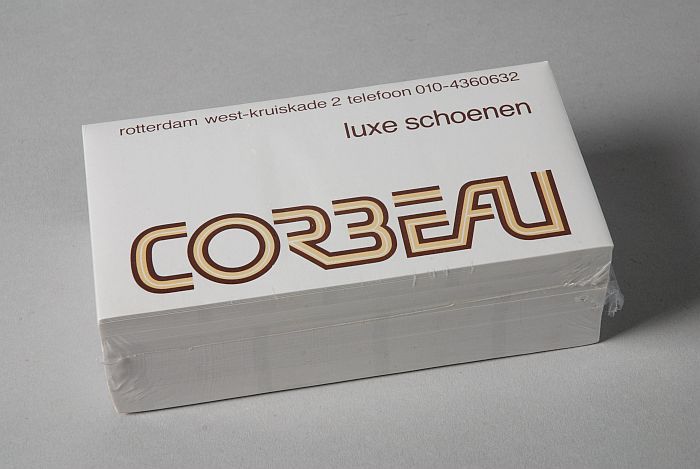 rotterdam west-kruiskade 2 telefoon 010-4360632
luxe schoenen
CORBEAU